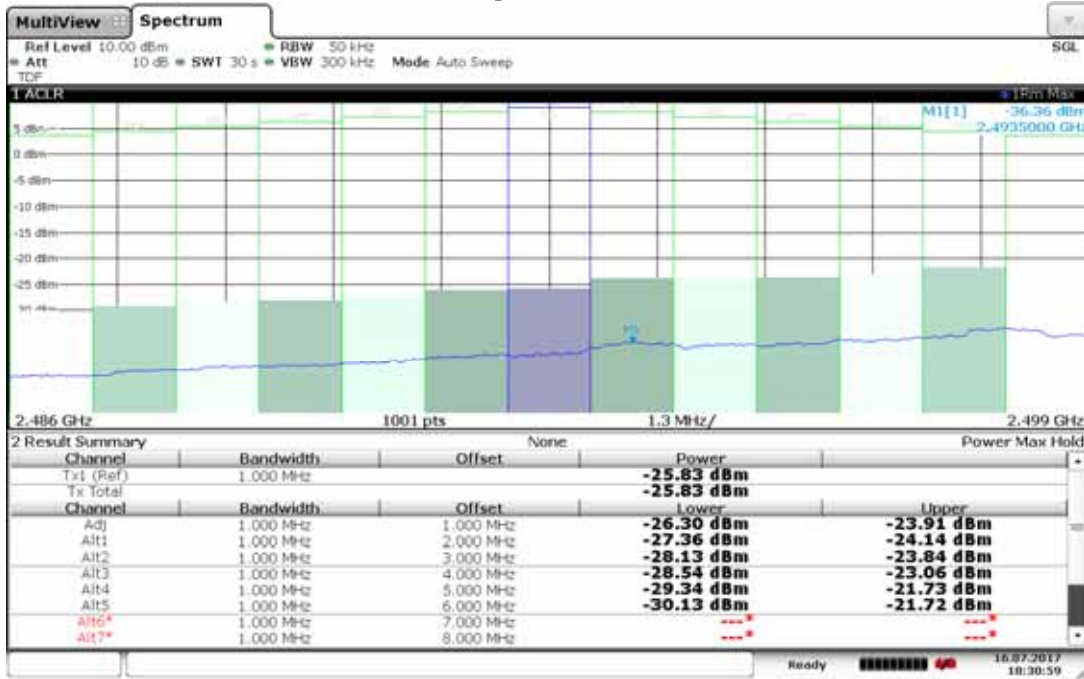 MultiView Spectrum
Ref Level 10.00 dBm RBW 50 kHz SGL
Att 10 dB SWT 30 s VBW 300 kHz Mode Auto Sweep
TDF
1 ACLR 1Rm Max
M1[1] -36.36 dBm
2.4935000 GHz
5 dBm
0 dBm
-5 dBm
-10 dBm
-15 dBm
-20 dBm
-25 dBm
M1
2.486 GHz 1001 pts 1.3 MHz/ 2.499 GHz
2 Result Summary None Power Max Hold
Channel Bandwidth Offset Power
Tx1 (Ref) 1.000 MHz -25.83 dBm
Tx Total -25.83 dBm
Channel Bandwidth Offset Lower Upper
Adj 1.000 MHz 1.000 MHz -26.30 dBm -23.91 dBm
Alt1 1.000 MHz 2.000 MHz -27.36 dBm -24.14 dBm
Alt2 1.000 MHz 3.000 MHz -28.13 dBm -23.84 dBm
Alt3 1.000 MHz 4.000 MHz -28.54 dBm -23.06 dBm
Alt4 1.000 MHz 5.000 MHz -29.34 dBm -21.73 dBm
Alt5 1.000 MHz 6.000 MHz -30.13 dBm -21.72 dBm
Alt6* 1.000 MHz 7.000 MHz ---* ---*
Alt7* 1.000 MHz 8.000 MHz ---* ---*
Ready 16.07.2017
18:30:59